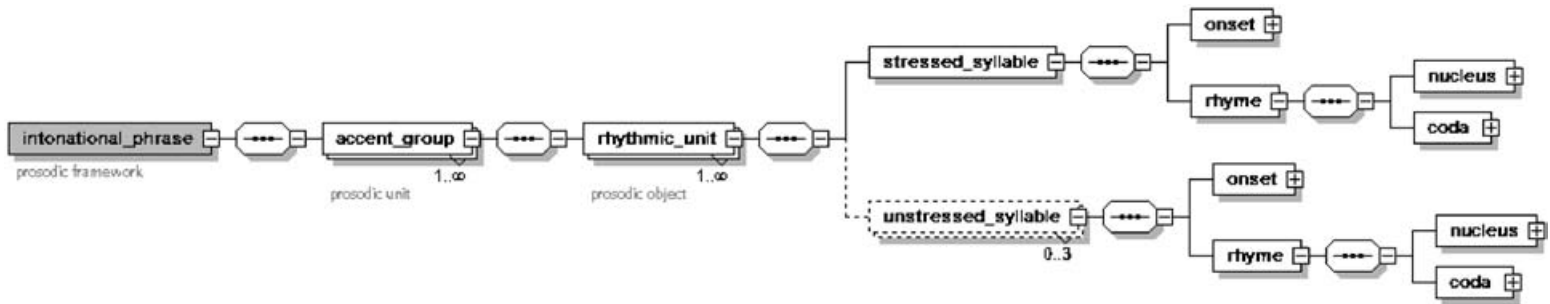 onset
stressed_syllable
nucleus
rhyme
coda
intonational_phrase
accent_group
rhythmic_unit
prosodic framework
1..∞
1..∞
prosodic unit
prosodic object
onset
unstressed_syllable
0..3
nucleus
rhyme
coda